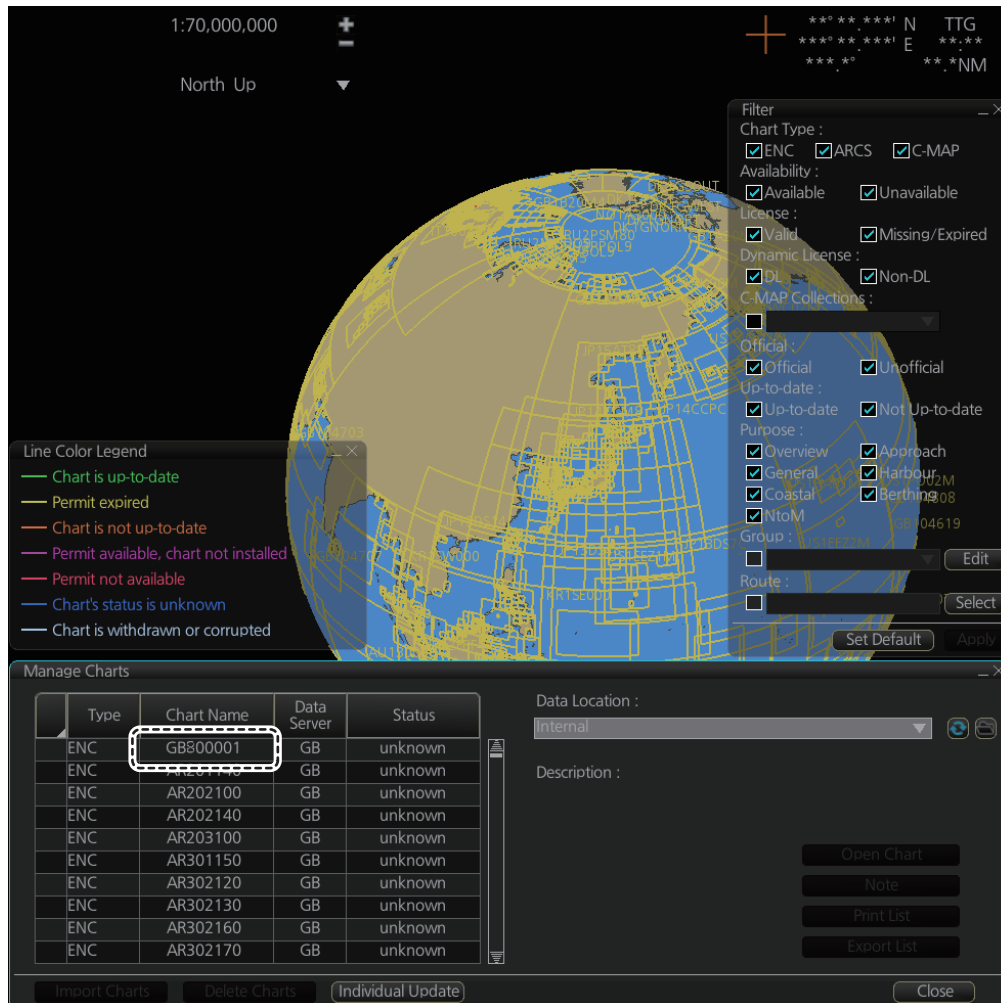 1:70,000,000
North Up
**°**.***' N TTG
***°**.***' E **:**
***.*° **.*NM
Filter
Chart Type :
ENC ARCS C-MAP
Availability :
Available Unavailable
License :
Valid Missing/Expired
Dynamic License :
DL Non-DL
C-MAP Collections :
Official :
Official Unofficial
Up-to-date :
Up-to-date Not Up-to-date
Purpose :
Overview Approach
General Harbour
Coastal Berthing
NtoM
Group :
Edit
Route :
Select
Set Default Apply
04619
Line Color Legend
Chart is up-to-date
Permit expired
Chart is not up-to-date
Permit available, chart not installed
Permit not available
Chart's status is unknown
Chart is withdrawn or corrupted
Manage Charts
Type Chart Name Data Server Status
ENC GB800001 GB unknown
ENC AR201140 GB unknown
ENC AR202100 GB unknown
ENC AR202140 GB unknown
ENC AR203100 GB unknown
ENC AR301150 GB unknown
ENC AR302120 GB unknown
ENC AR302130 GB unknown
ENC AR302160 GB unknown
ENC AR302170 GB unknown
Data Location :
Internal
Description :
Open Chart
Note
Print List
Export List
Import Charts Delete Charts Individual Update Close